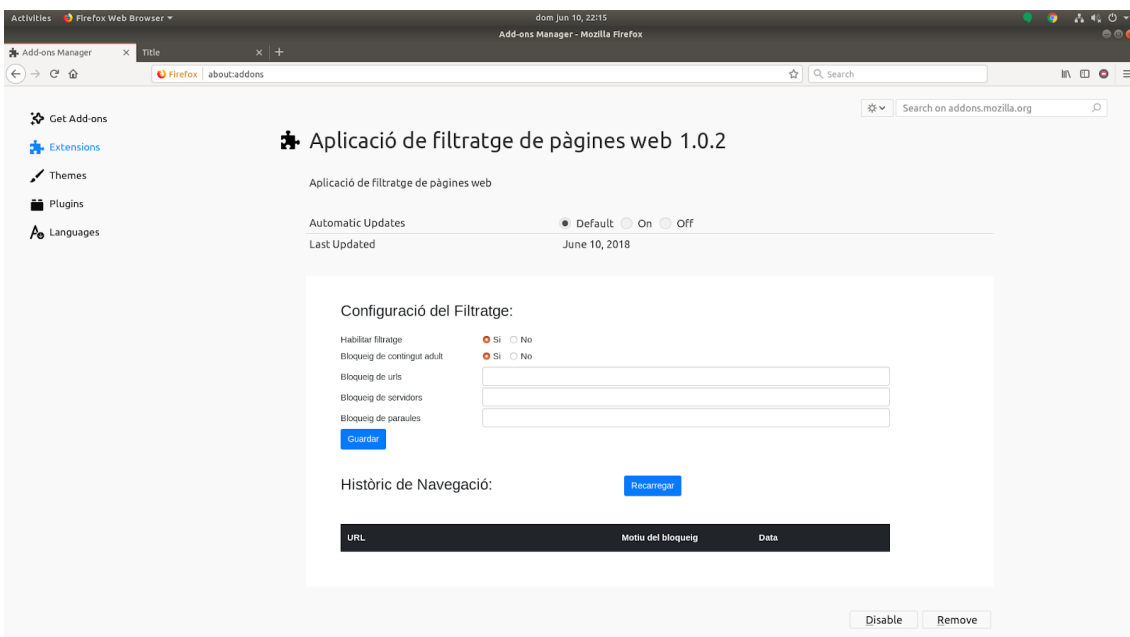 Activities Firefox Web Browser
dom jun 10, 22:15
Add-ons Manager - Mozilla Firefox
Add-ons Manager
Title
Firefox about:addons
Search
Search on addons.mozilla.org
Get Add-ons
Extensions
Themes
Plugins
Languages
Aplicació de filtratge de pàgines web 1.0.2
Aplicació de filtratge de pàgines web
Automatic Updates Default On Off
Last Updated June 10, 2018
Configuració del Filtratge:
Habilitar filtratge Si No
Bloqueig de contingut adult Si No
Bloqueig de urls
Bloqueig de servidors
Bloqueig de paraules
Guardar
Històric de Navegació: Recarregar
URL Motiu del bloqueig Data
Disable Remove